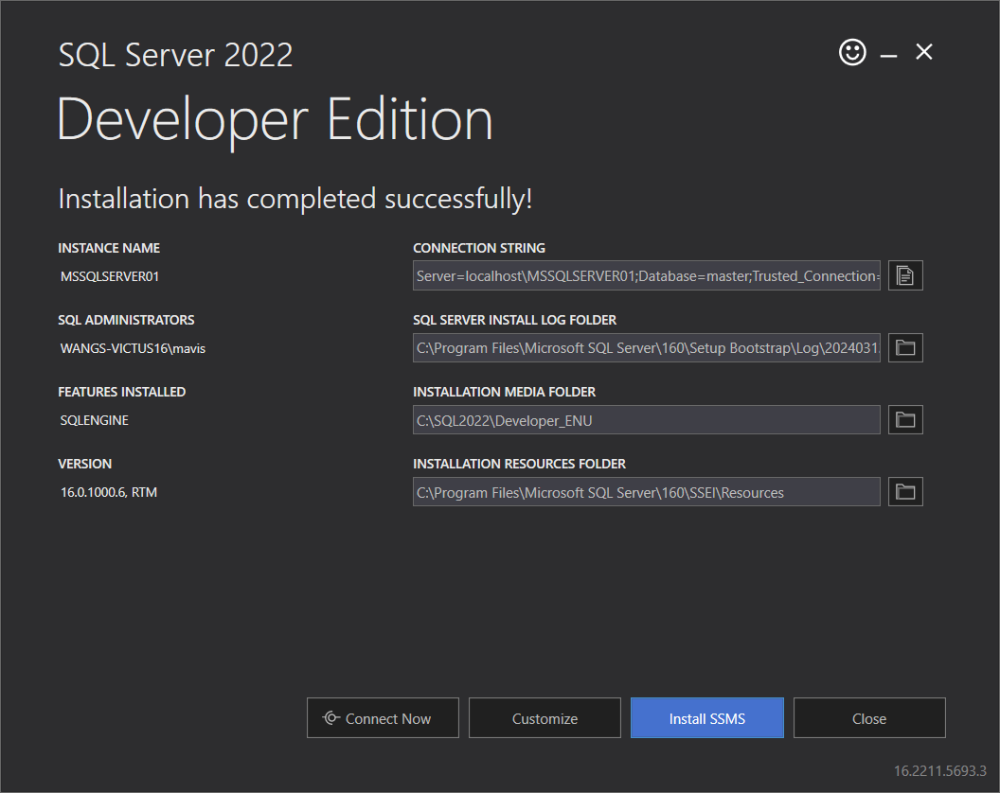 SQL Server 2022
Developer Edition
Installation has completed successfully!
INSTANCE NAME
MSSQLSERVER01
CONNECTION STRING
Server=localhost\MSSQLSERVER01;Database=master;Trusted_Connection=
SQL ADMINISTRATORS
WANGS-VICTUS16\mavis
SQL SERVER INSTALL LOG FOLDER
C:\Program Files\Microsoft SQL Server\160\Setup Bootstrap\Log\2024031
FEATURES INSTALLED
SQLENGINE
INSTALLATION MEDIA FOLDER
C:\SQL2022\Developer_ENU
VERSION
16.0.1000.6, RTM
INSTALLATION RESOURCES FOLDER
C:\Program Files\Microsoft SQL Server\160\SSEI\Resources
Connect Now
Customize
Install SSMS
Close
16.2211.5693.3